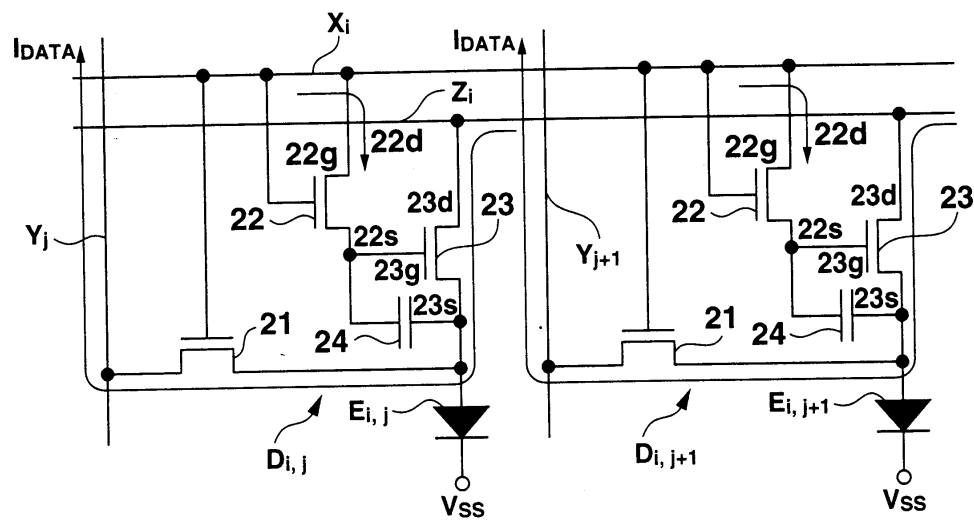 IDATA Xi IDATA
Zi
22g 22d 22g 22d
23d 23 23d 23
22 22s 22 22s
Yj Yj+1
23g 23g
23s 23s
21 24 21 24
Ei, j Ei, j+1
Di, j Di, j+1
VSS VSS